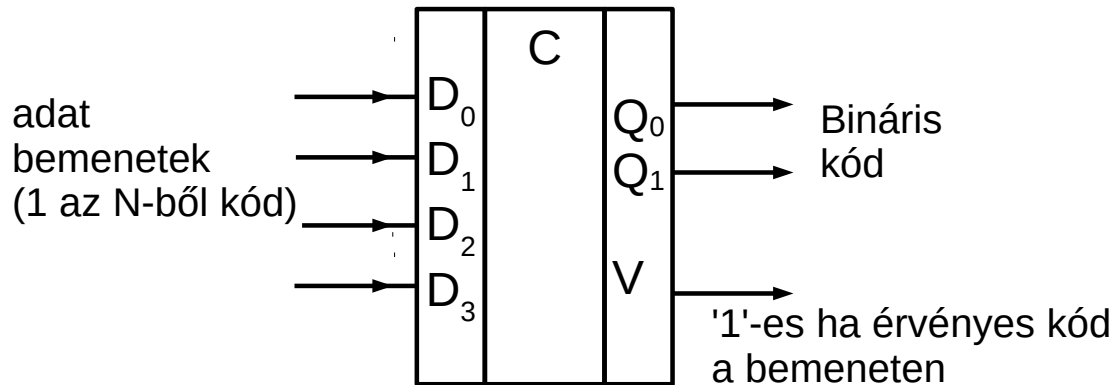 adat
bemenetek
(1 az N-ből kód)
D0
D1
D2
D3
C
Q0
Q1
V
Bináris
kód
'1'-es ha érvényes kód
a bemeneten